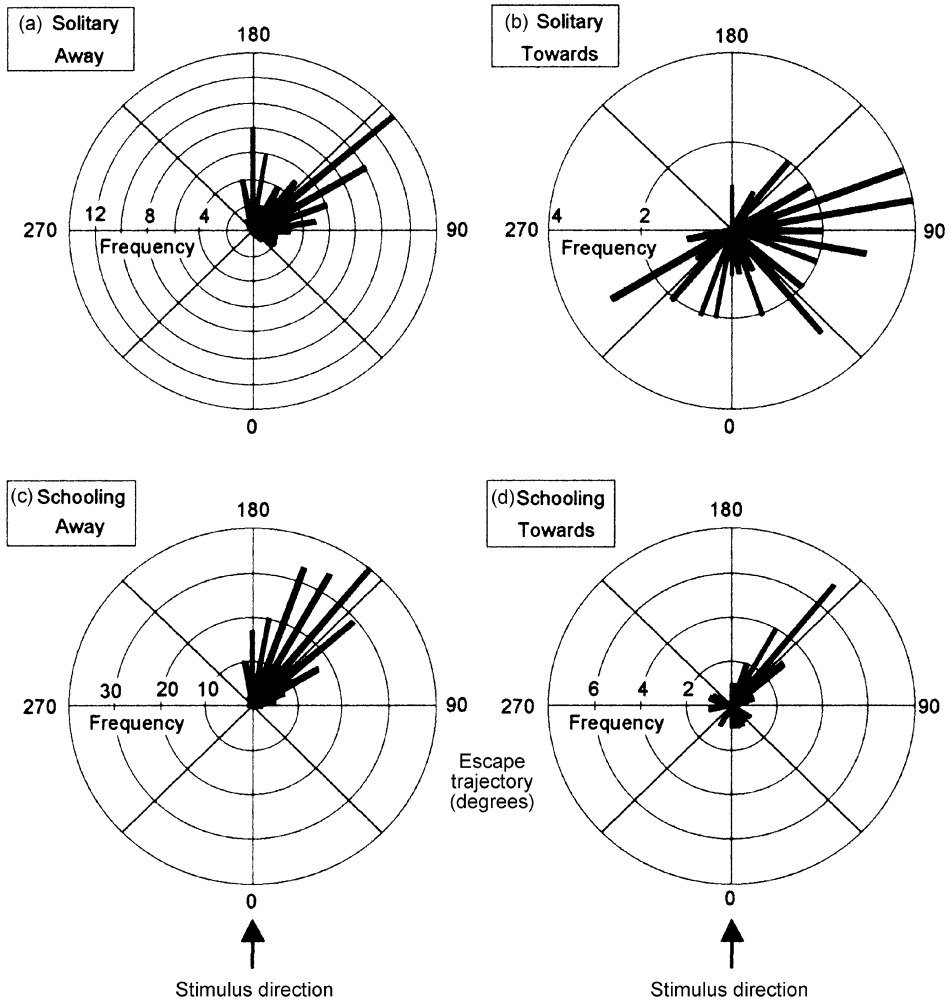 (a) Solitary
Away
180
270
12 8 4
Frequency
90
0
(b) Solitary
Towards
180
270
4 2
Frequency
90
0
(c) Schooling
Away
180
270
30 20 10
Frequency
90
0
Stimulus direction
Escape
trajectory
(degrees)
(d) Schooling
Towards
180
270
6 4 2
Frequency
90
0
Stimulus direction